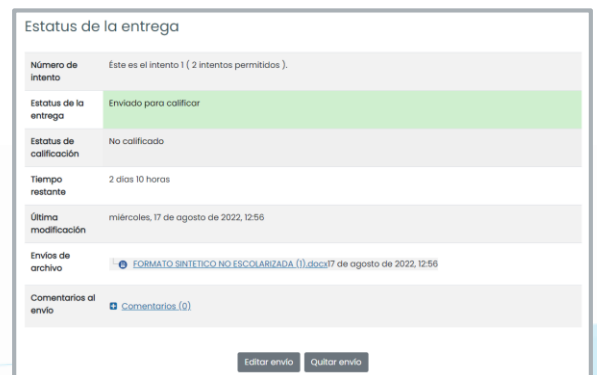 Estatus de la entrega
Número de
intento
Éste es el intento 1 ( 2 intentos permitidos ).
Estatus de la
entrega
Enviado para calificar
Estatus de
calificación
No calificado
Tiempo
restante
2 días 10 horas
Última
modificación
miércoles, 17 de agosto de 2022, 12:56
Envíos de
archivo
FORMATO SINTETICO NO ESCOLARIZADA (1).docx17 de agosto de 2022, 12:56
Comentarios al
envío
Comentarios (0)
Editar envío Quitar envío